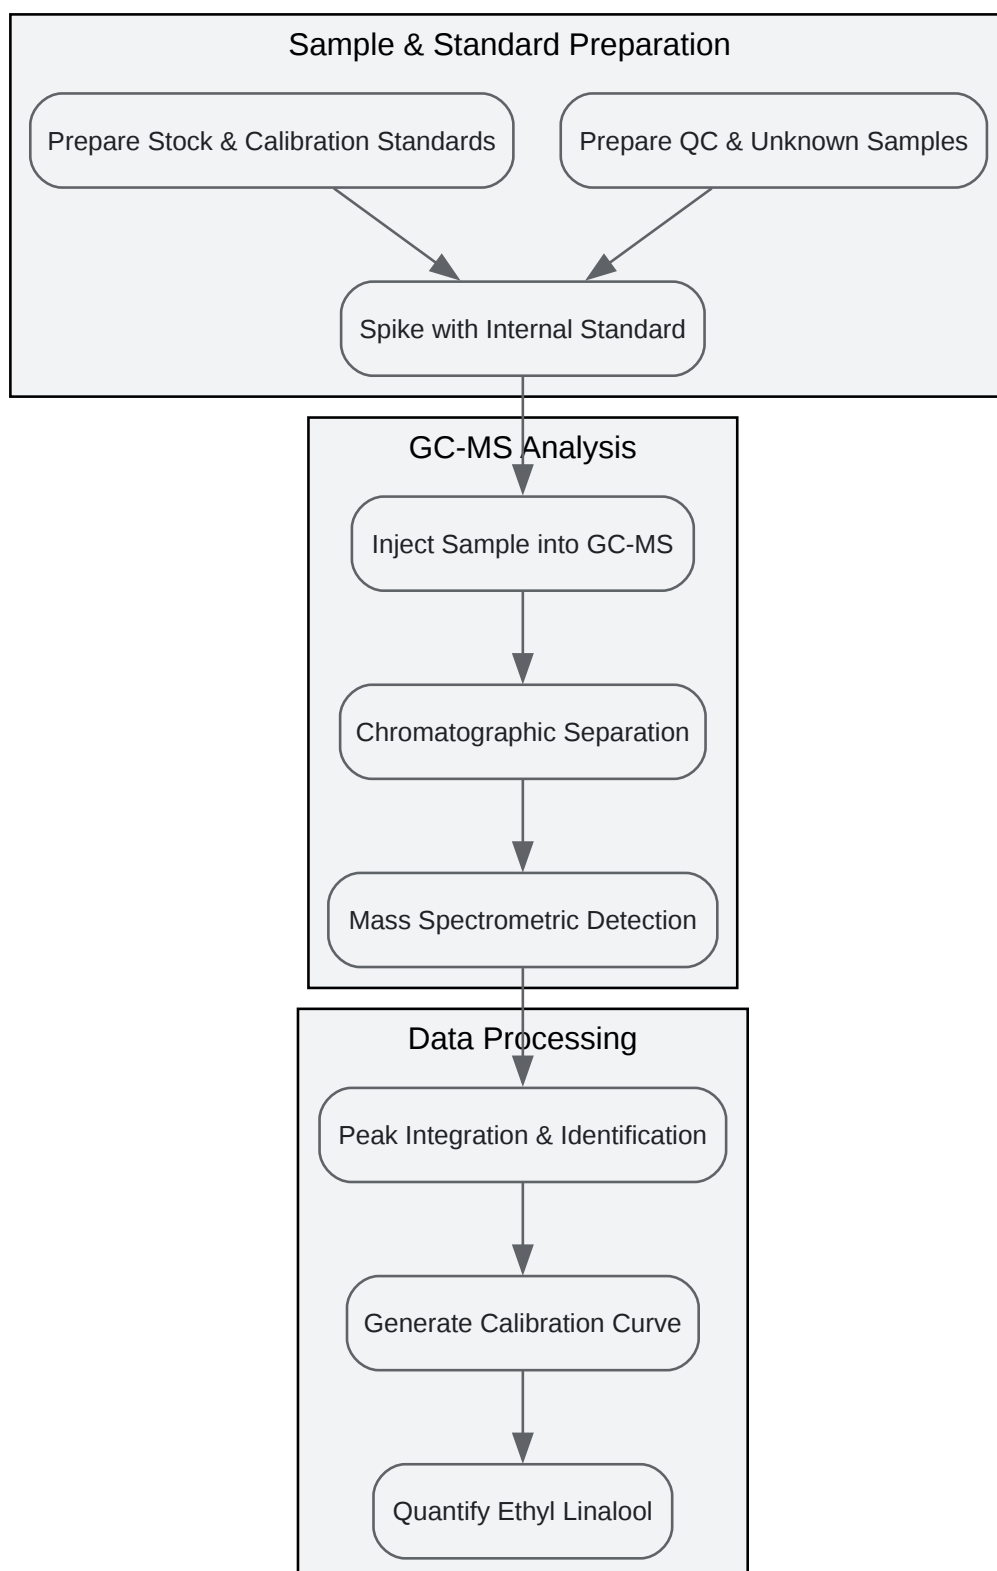 Sample & Standard Preparation
Prepare Stock & Calibration Standards
Prepare QC & Unknown Samples
Spike with Internal Standard
GC-MS Analysis
Inject Sample into GC-MS
Chromatographic Separation
Mass Spectrometric Detection
Data Processing
Peak Integration & Identification
Generate Calibration Curve
Quantify Ethyl Linalool